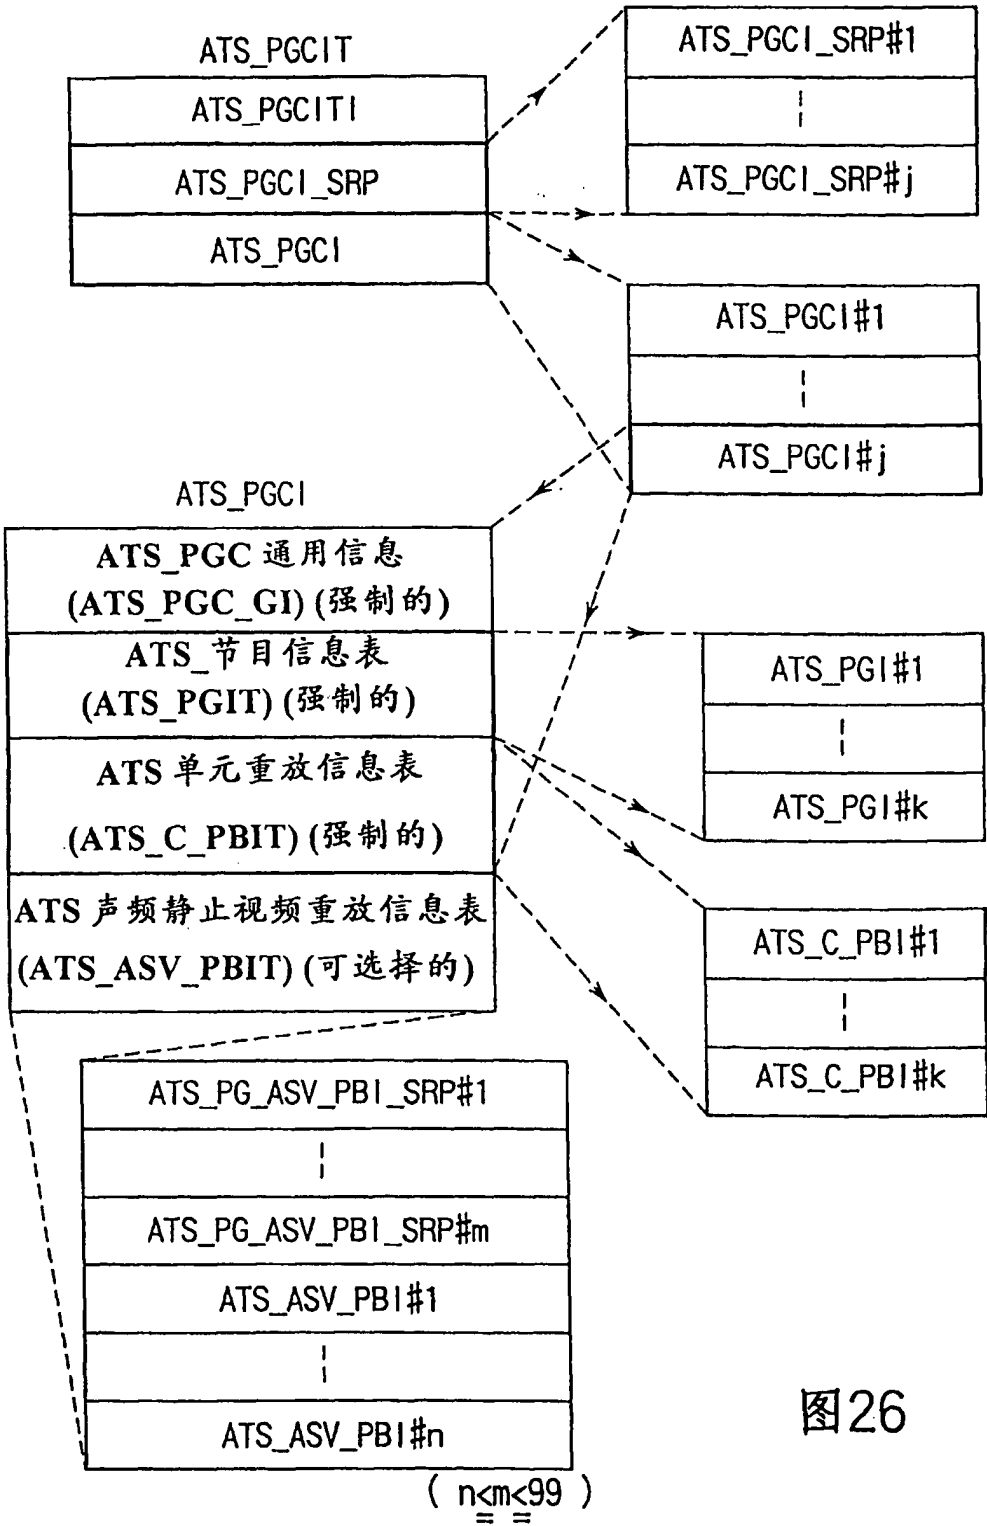 ATS_PGCIT
ATS_PGCITI
ATS_PGCI_SRP
ATS_PGCI
ATS_PGCI_SRP#1
ATS_PGCI_SRP#j
ATS_PGCI#1
ATS_PGCI#j
ATS_PGCI
ATS_PGC 通用信息
(ATS_PGC_GI) (强制的)
ATS_节目信息表
(ATS_PGIT) (强制的)
ATS 单元重放信息表
(ATS_C_PBIT) (强制的)
ATS 声频静止视频重放信息表
(ATS_ASV_PBIT) (可选择的)
ATS_PGI#1
ATS_PGI#k
ATS_C_PBI#1
ATS_C_PBI#k
ATS_PG_ASV_PBI_SRP#1
ATS_PG_ASV_PBI_SRP#m
ATS_ASV_PBI#1
ATS_ASV_PBI#n
( n≦m≦99 )
图26